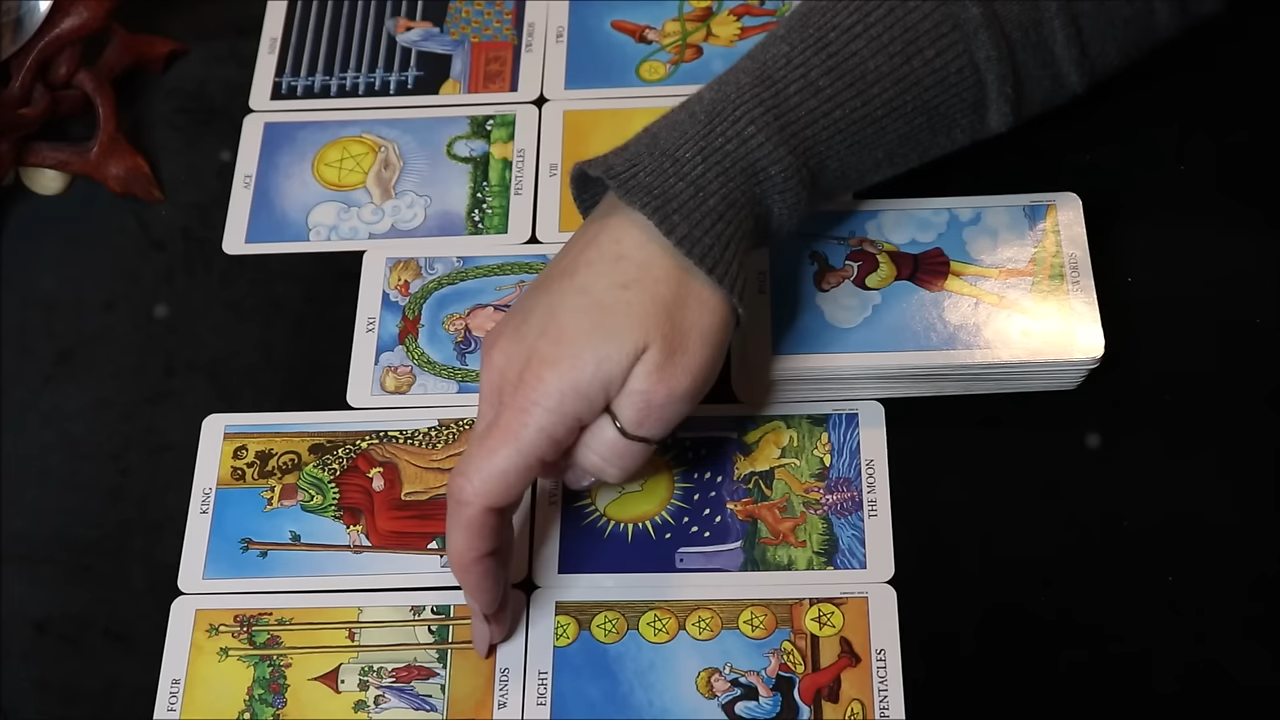 NINE
SWORDS
TWO
ACE
PENTACLES
VIII
XXI
SWORDS
KING
THE MOON
FOUR
WANDS
EIGHT
PENTACLES